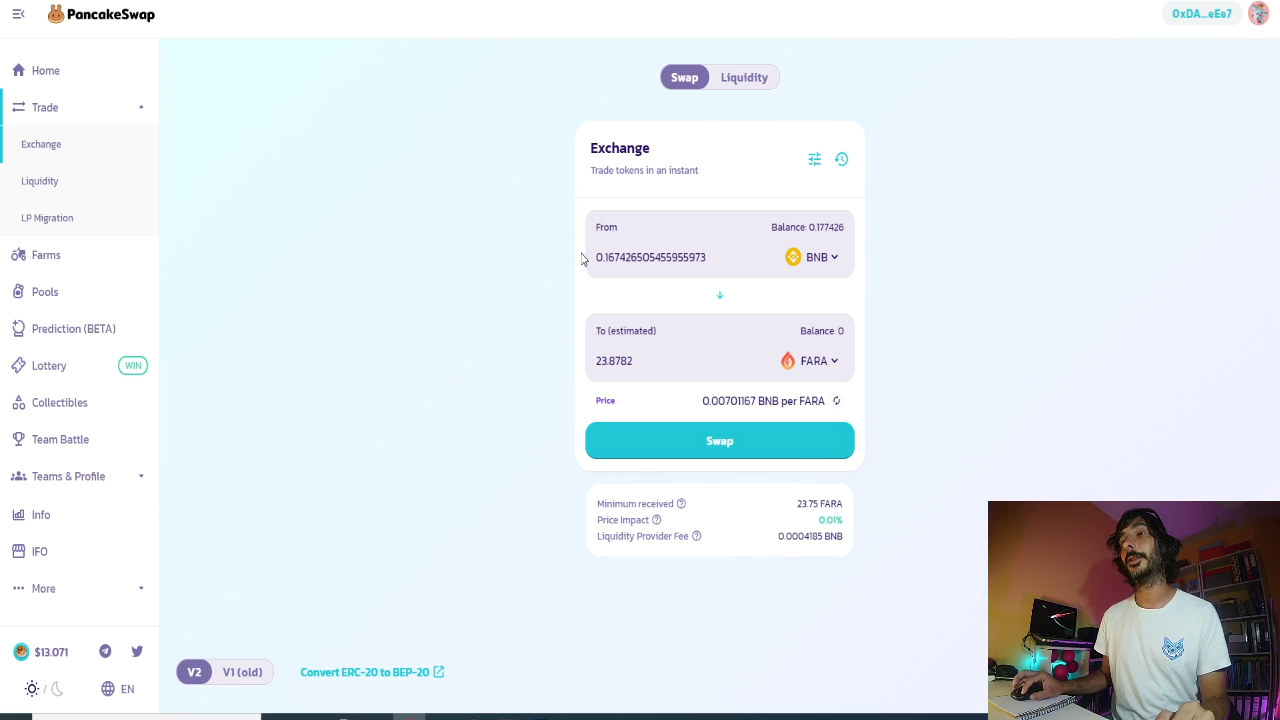 PancakeSwap
0xDA...eEe7
Home
Trade
Exchange
Liquidity
LP Migration
Farms
Pools
Prediction (BETA)
Lottery WIN
Collectibles
Team Battle
Teams & Profile
Info
IFO
More
$13.071
/ EN
Swap Liquidity
Exchange
Trade tokens in an instant
From Balance: 0.177426
0.167426505455955973 BNB
To (estimated) Balance: 0
23.8782 FARA
Price 0.00701167 BNB per FARA
Swap
Minimum received 23.75 FARA
Price Impact 0.01%
Liquidity Provider Fee 0.0004185 BNB
V2 V1 (old) Convert ERC-20 to BEP-20